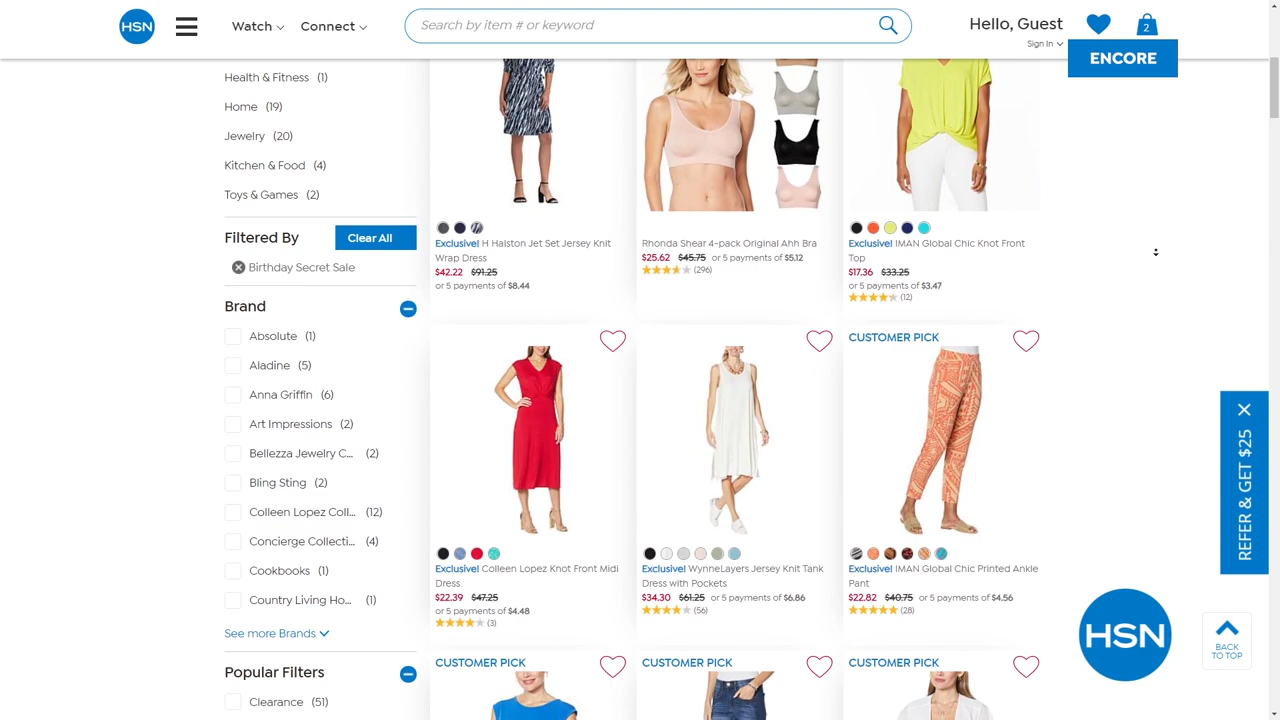 HSN
Watch
Connect
Search by item # or keyword
Hello, Guest
Sign In
2
ENCORE
Health & Fitness (1)
Home (19)
Jewelry (20)
Kitchen & Food (4)
Toys & Games (2)
Filtered By
Clear All
Birthday Secret Sale
Brand
Absolute (1)
Aladine (5)
Anna Griffin (6)
Art Impressions (2)
Bellezza Jewelry C... (2)
Bling Sting (2)
Colleen Lopez Coll... (12)
Concierge Collecti... (4)
Cookbooks (1)
Country Living Ho... (1)
See more Brands
Popular Filters
Clearance (51)
Exclusive! H Halston Jet Set Jersey Knit
Wrap Dress
$42.22 $91.25
or 5 payments of $8.44
Rhonda Shear 4-pack Original Ahh Bra
$25.62 $45.75 or 5 payments of $5.12
(296)
Exclusive! IMAN Global Chic Knot Front
Top
$17.36 $33.25
or 5 payments of $3.47
(12)
Exclusive! Colleen Lopez Knot Front Midi
Dress
$22.39 $47.25
or 5 payments of $4.48
(3)
Exclusive! WynneLayers Jersey Knit Tank
Dress with Pockets
$34.30 $61.25 or 5 payments of $6.86
(56)
CUSTOMER PICK
Exclusive! IMAN Global Chic Printed Ankle
Pant
$22.82 $40.75 or 5 payments of $4.56
(28)
CUSTOMER PICK
CUSTOMER PICK
CUSTOMER PICK
REFER & GET $25
HSN
BACK
TO TOP